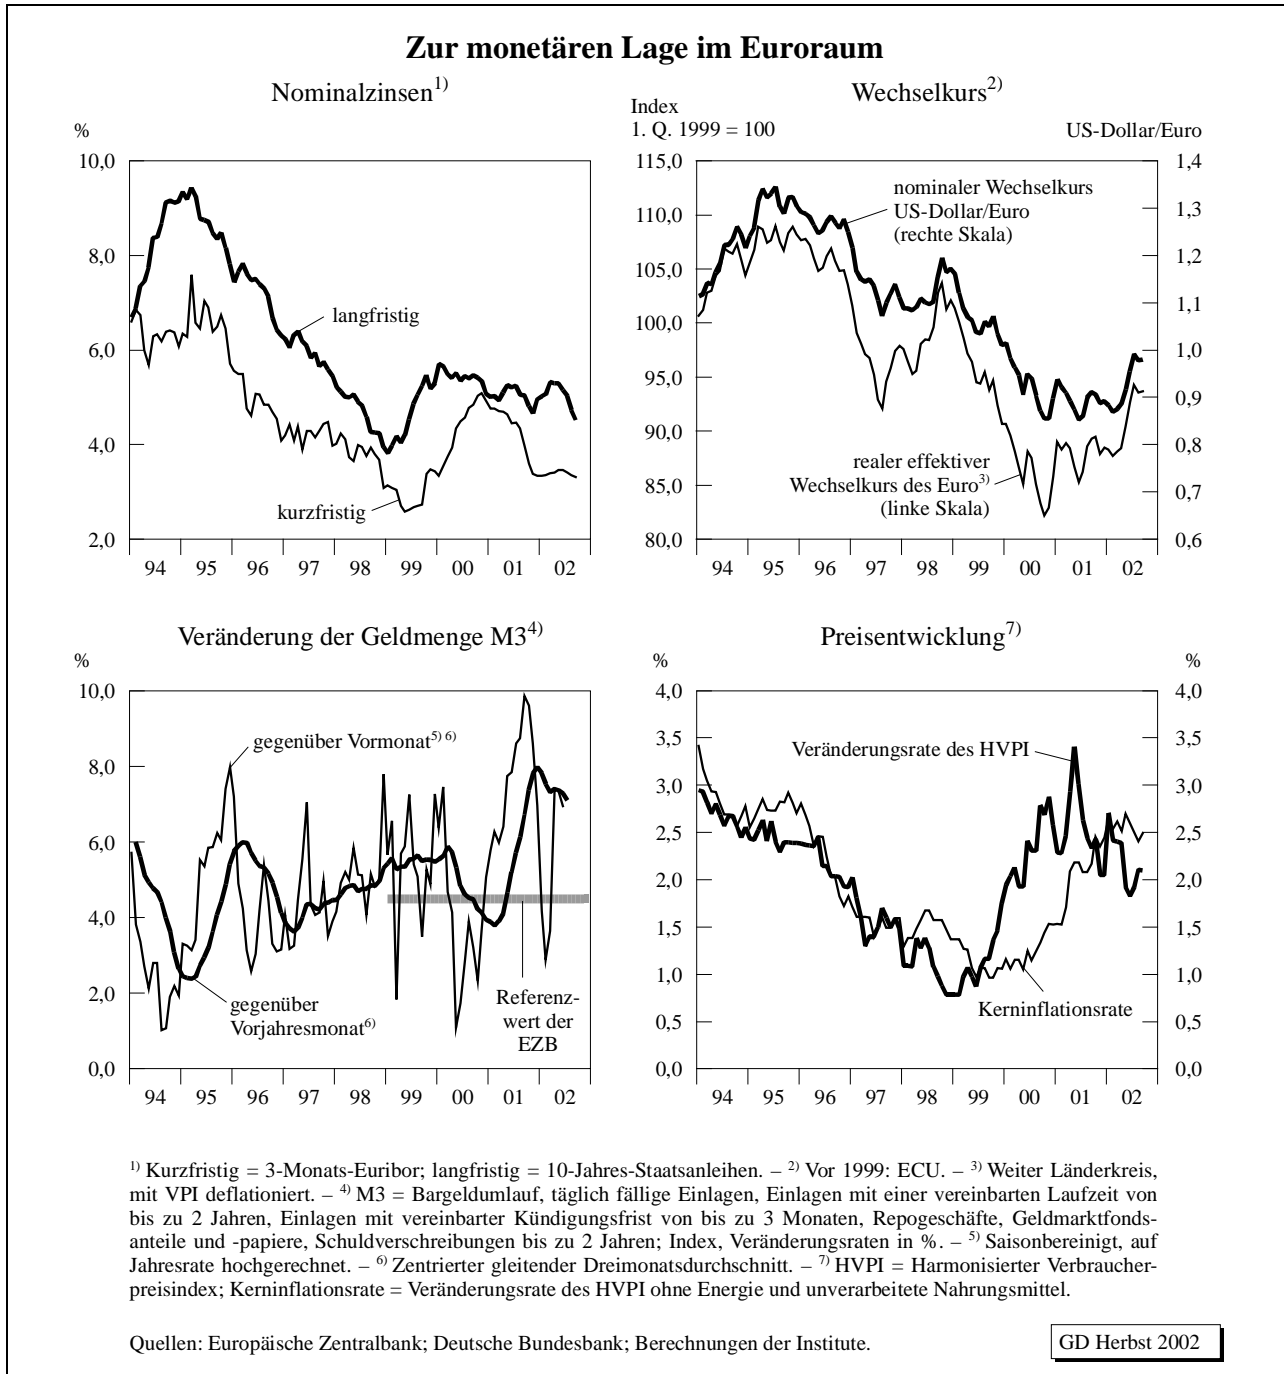 Zur monetären Lage im Euroraum
Nominalzinsen1)
%
10,0
8,0
6,0
4,0
2,0
langfristig
kurzfristig
94 95 96 97 98 99 00 01 02
Wechselkurs2)
Index
1. Q. 1999 = 100
US-Dollar/Euro
115,0
110,0
105,0
100,0
95,0
90,0
85,0
80,0
1,4
1,3
1,2
1,1
1,0
0,9
0,8
0,7
0,6
nominaler Wechselkurs
US-Dollar/Euro
(rechte Skala)
realer effektiver
Wechselkurs des Euro3)
(linke Skala)
94 95 96 97 98 99 00 01 02
Veränderung der Geldmenge M34)
%
10,0
8,0
6,0
4,0
2,0
0,0
gegenüber Vormonat5) 6)
gegenüber
Vorjahresmonat6)
Referenz-
wert der
EZB
94 95 96 97 98 99 00 01 02
Preisentwicklung7)
%
%
4,0
3,5
3,0
2,5
2,0
1,5
1,0
0,5
0,0
4,0
3,5
3,0
2,5
2,0
1,5
1,0
0,5
0,0
Veränderungsrate des HVPI
Kerninflationsrate
94 95 96 97 98 99 00 01 02
1) Kurzfristig = 3-Monats-Euribor; langfristig = 10-Jahres-Staatsanleihen. – 2) Vor 1999: ECU. – 3) Weiter Länderkreis,
mit VPI deflationiert. – 4) M3 = Bargeldumlauf, täglich fällige Einlagen, Einlagen mit einer vereinbarten Laufzeit von
bis zu 2 Jahren, Einlagen mit vereinbarter Kündigungsfrist von bis zu 3 Monaten, Repogeschäfte, Geldmarktfonds-
anteile und -papiere, Schuldverschreibungen bis zu 2 Jahren; Index, Veränderungsraten in %. – 5) Saisonbereinigt, auf
Jahresrate hochgerechnet. – 6) Zentrierter gleitender Dreimonatsdurchschnitt. – 7) HVPI = Harmonisierter Verbraucher-
preisindex; Kerninflationsrate = Veränderungsrate des HVPI ohne Energie und unverarbeitete Nahrungsmittel.
Quellen: Europäische Zentralbank; Deutsche Bundesbank; Berechnungen der Institute.
GD Herbst 2002